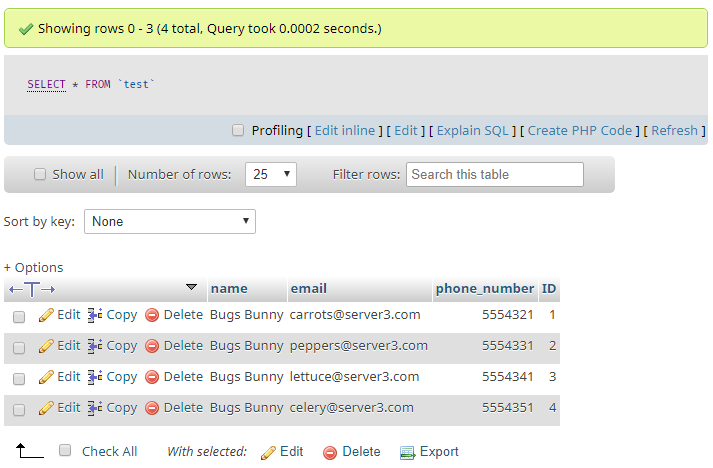 Showing rows 0 - 3 (4 total, Query took 0.0002 seconds.)
SELECT * FROM `test`
Profiling [ Edit inline ] [ Edit ] [ Explain SQL ] [ Create PHP Code ] [ Refresh ]
Show all Number of rows: 25 Filter rows: Search this table
Sort by key: None
+ Options
←T→ name email phone_number ID
Edit Copy Delete Bugs Bunny carrots@server3.com 5554321 1
Edit Copy Delete Bugs Bunny peppers@server3.com 5554331 2
Edit Copy Delete Bugs Bunny lettuce@server3.com 5554341 3
Edit Copy Delete Bugs Bunny celery@server3.com 5554351 4
Check All With selected: Edit Delete Export